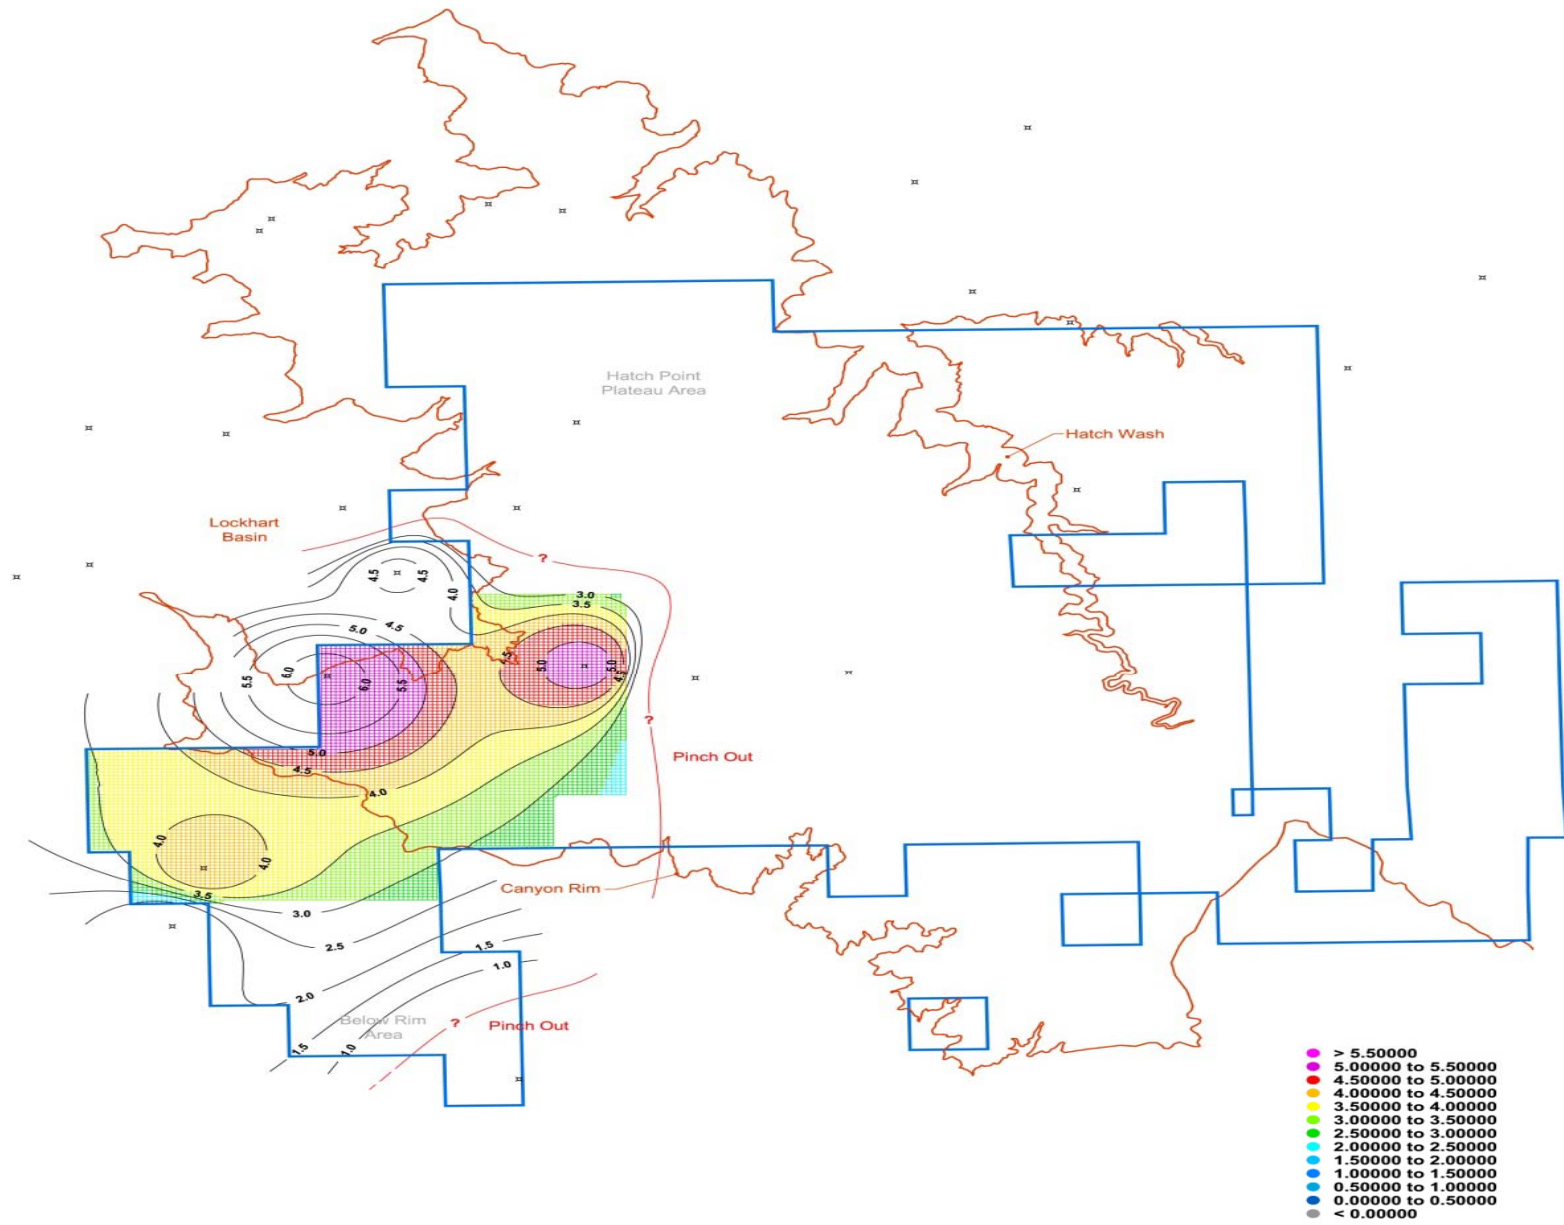 Hatch Point
Plateau Area
Hatch Wash
Lockhart
Basin
?
4.5
4.5
4.0
3.0
3.5
5.0
4.5
4.5
5.0
5.0
4.5
6.0
5.5
6.0
5.5
?
5.0
4.5
4.0
Pinch Out
4.0
4.0
3.5
Canyon Rim
3.0
2.5
1.5
1.0
2.0
Below Rim
Area
?
Pinch Out
1.5
1.0
> 5.50000
5.00000 to 5.50000
4.50000 to 5.00000
4.00000 to 4.50000
3.50000 to 4.00000
3.00000 to 3.50000
2.50000 to 3.00000
2.00000 to 2.50000
1.50000 to 2.00000
1.00000 to 1.50000
0.50000 to 1.00000
0.00000 to 0.50000
< 0.00000